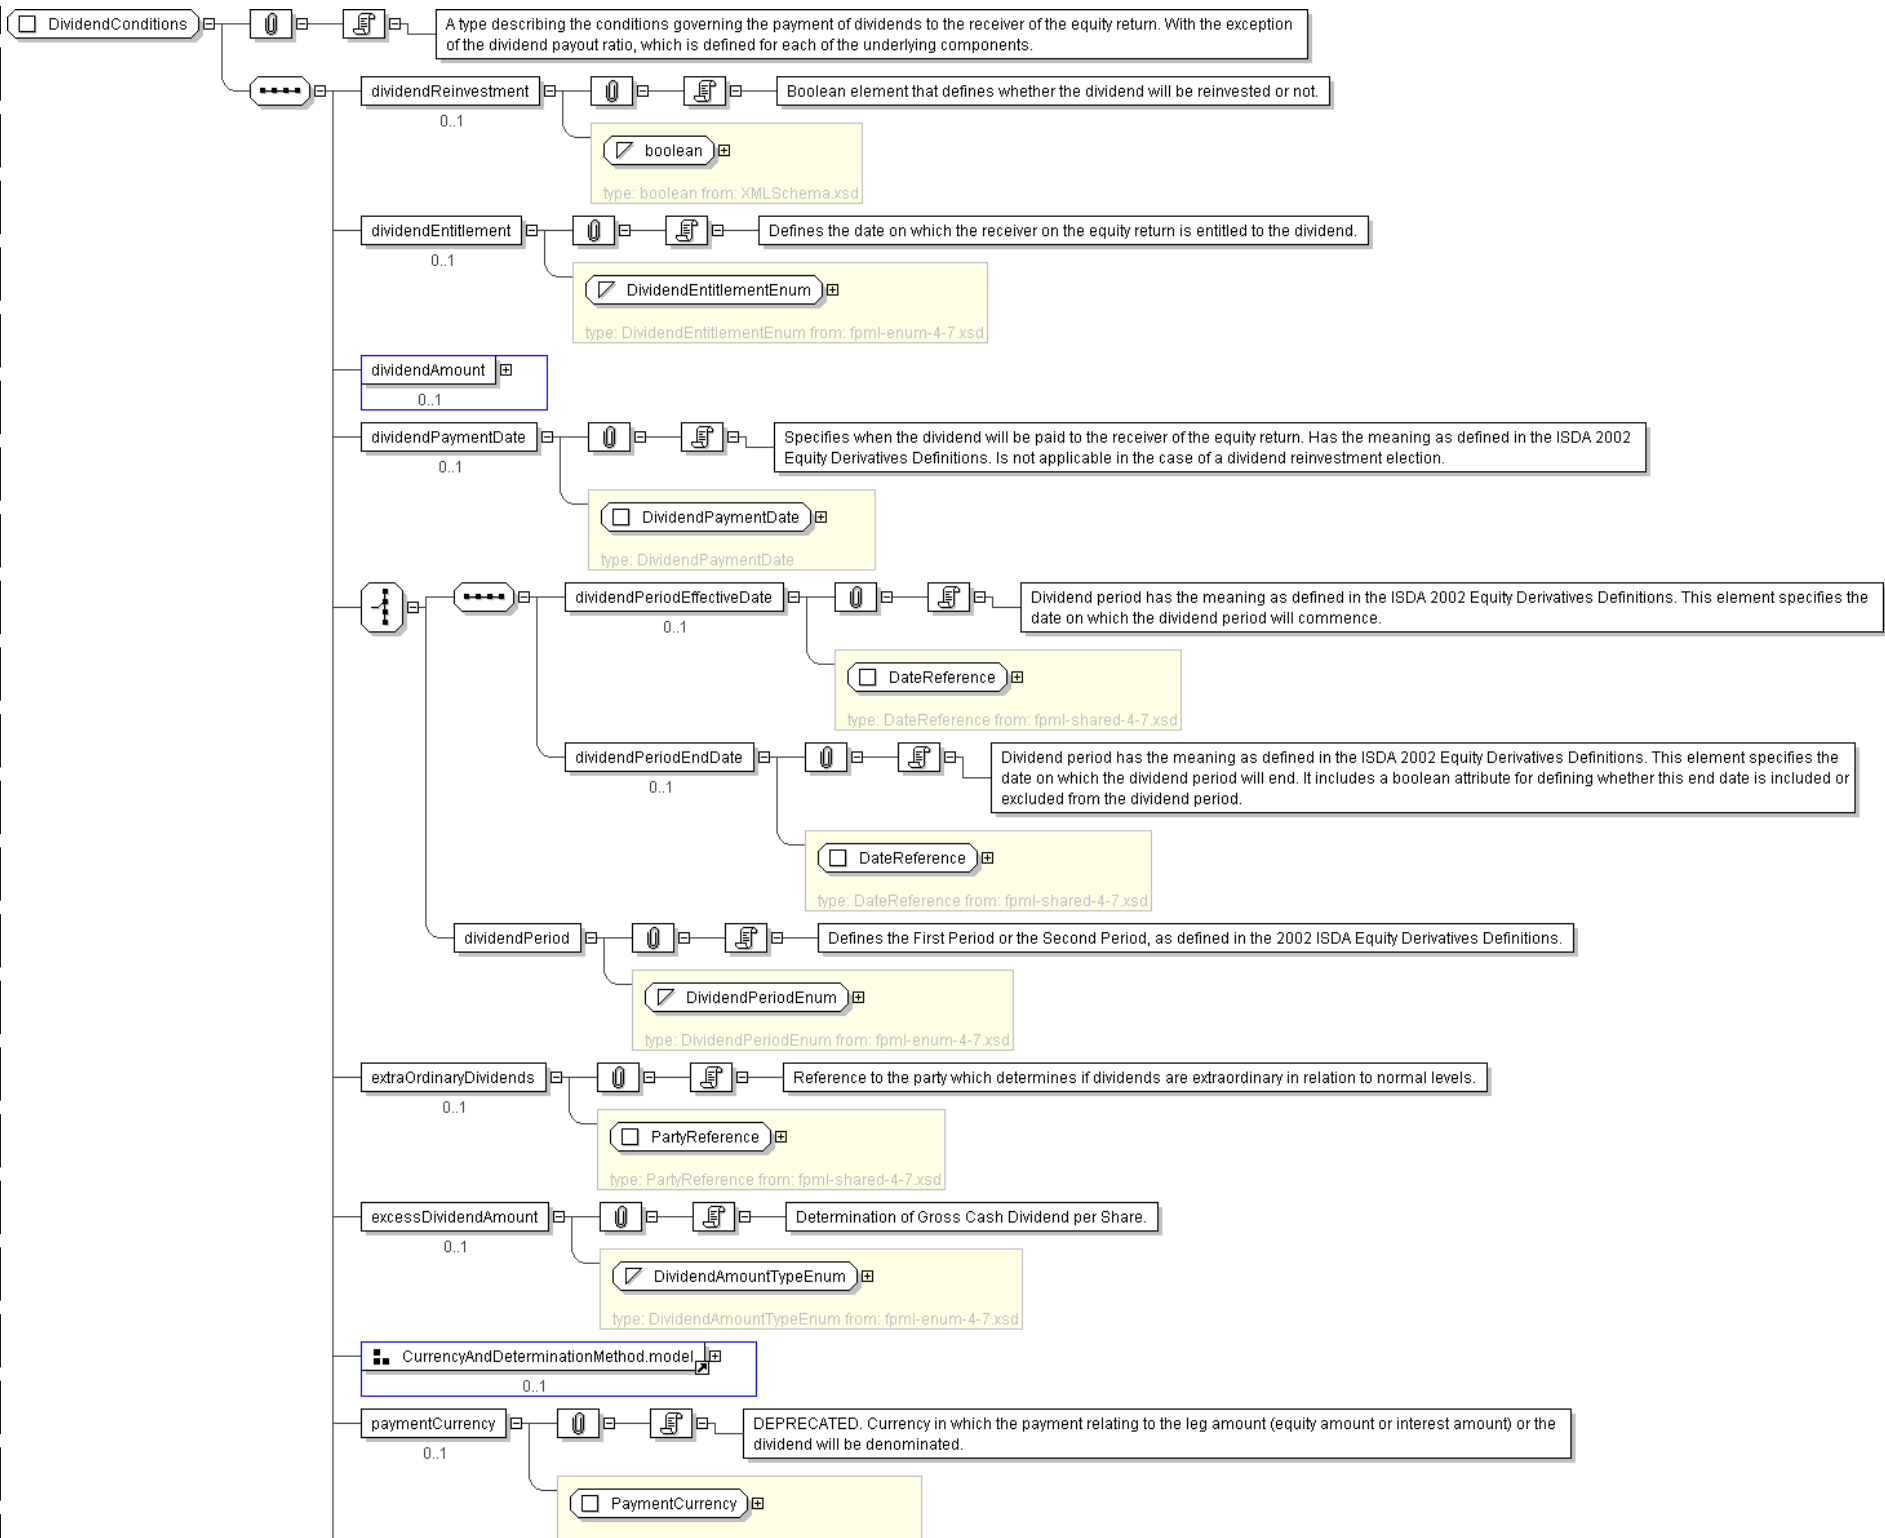 DividendConditions
A type describing the conditions governing the payment of dividends to the receiver of the equity return. With the exception
of the dividend payout ratio, which is defined for each of the underlying components.
dividendReinvestment
Boolean element that defines whether the dividend will be reinvested or not.
0..1
boolean
type: boolean from: XMLSchema.xsd
dividendEntitlement
Defines the date on which the receiver on the equity return is entitled to the dividend.
0..1
DividendEntitlementEnum
type: DividendEntitlementEnum from: fpml-enum-4-7.xsd
dividendAmount
0..1
dividendPaymentDate
Specifies when the dividend will be paid to the receiver of the equity return. Has the meaning as defined in the ISDA 2002
Equity Derivatives Definitions. Is not applicable in the case of a dividend reinvestment election.
0..1
DividendPaymentDate
type: DividendPaymentDate
dividendPeriodEffectiveDate
Dividend period has the meaning as defined in the ISDA 2002 Equity Derivatives Definitions. This element specifies the
date on which the dividend period will commence.
0..1
DateReference
type: DateReference from: fpml-shared-4-7.xsd
dividendPeriodEndDate
Dividend period has the meaning as defined in the ISDA 2002 Equity Derivatives Definitions. This element specifies the
date on which the dividend period will end. It includes a boolean attribute for defining whether this end date is included or
excluded from the dividend period.
0..1
DateReference
type: DateReference from: fpml-shared-4-7.xsd
dividendPeriod
Defines the First Period or the Second Period, as defined in the 2002 ISDA Equity Derivatives Definitions.
DividendPeriodEnum
type: DividendPeriodEnum from: fpml-enum-4-7.xsd
extraOrdinaryDividends
Reference to the party which determines if dividends are extraordinary in relation to normal levels.
0..1
PartyReference
type: PartyReference from: fpml-shared-4-7.xsd
excessDividendAmount
Determination of Gross Cash Dividend per Share.
0..1
DividendAmountTypeEnum
type: DividendAmountTypeEnum from: fpml-enum-4-7.xsd
CurrencyAndDeterminationMethod.model
0..1
paymentCurrency
DEPRECATED. Currency in which the payment relating to the leg amount (equity amount or interest amount) or the
dividend will be denominated.
0..1
PaymentCurrency